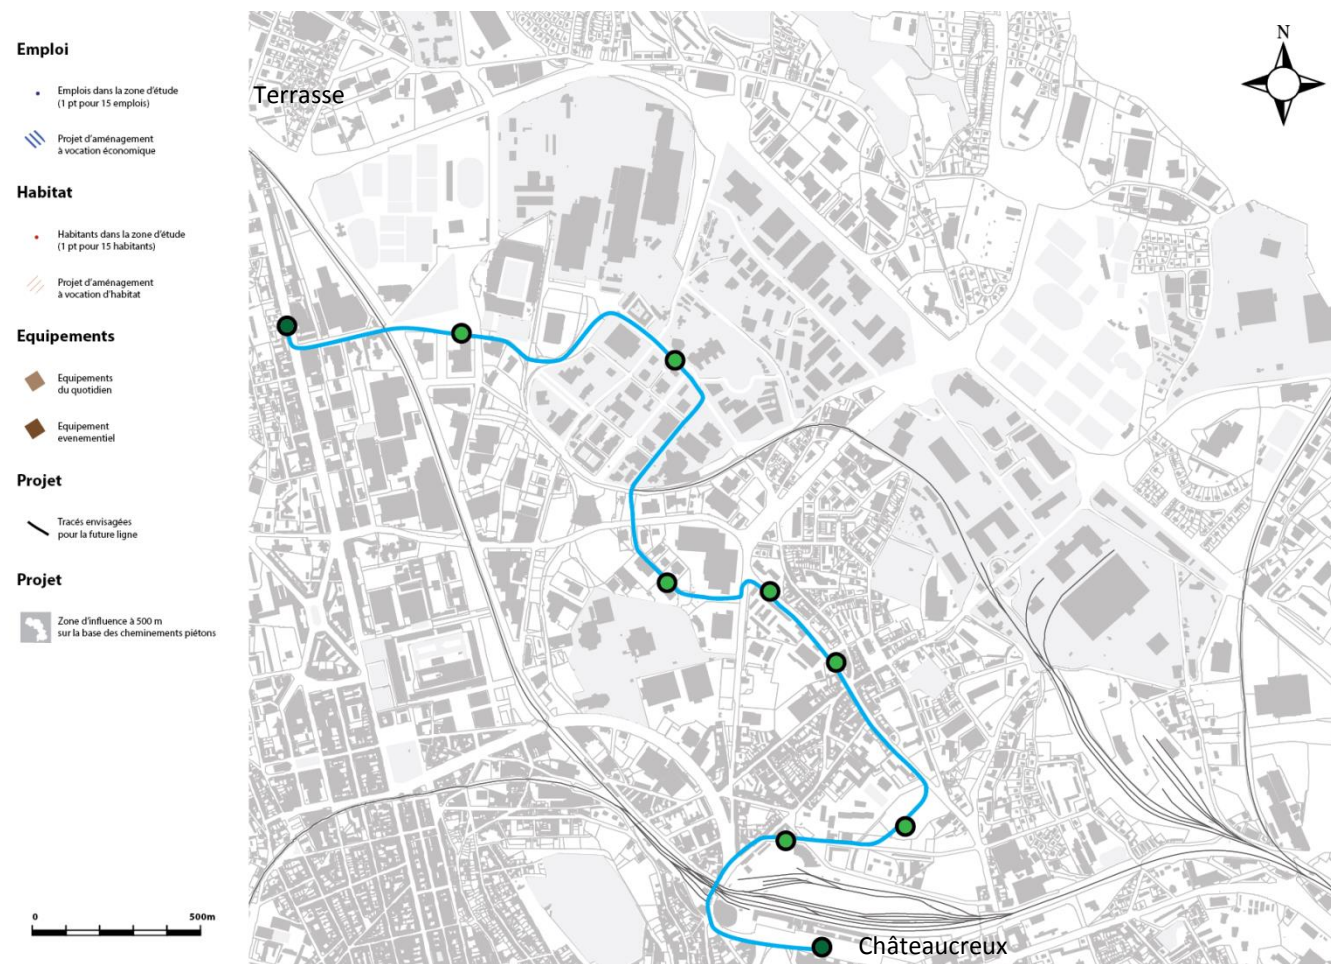 Emploi
Emplois dans la zone d'étude
(1 pt pour 15 emplois)
Projet d'aménagement
à vocation économique
Habitat
Habitants dans la zone d'étude
(1 pt pour 15 habitants)
Projet d'aménagement
à vocation d'habitat
Equipements
Equipements
du quotidien
Equipement
evenementiel
Projet
Tracés envisagées
pour la future ligne
Projet
Zone d'influence à 500 m
sur la base des cheminements piétons
0 500m
Terrasse
N
Châteaucreux